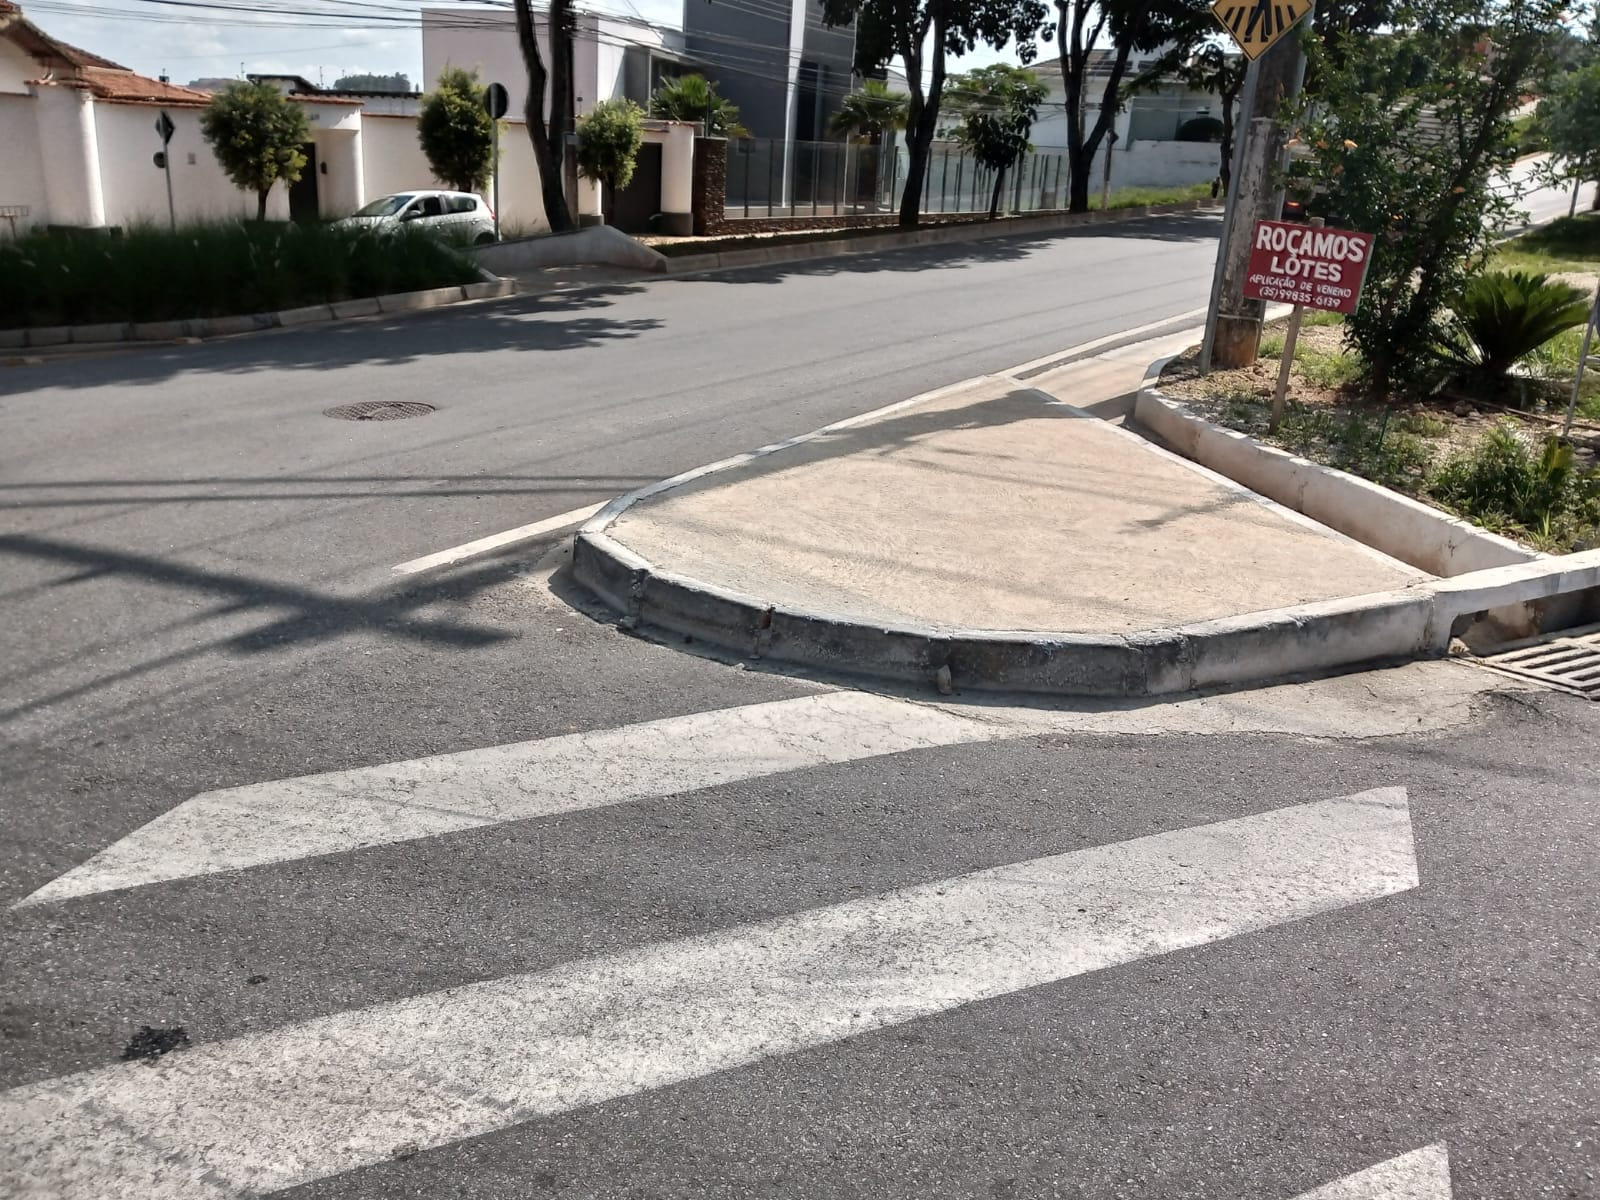 ROÇAMOS
LOTES
APLICAÇÃO DE VENENO
(35)99835-6139